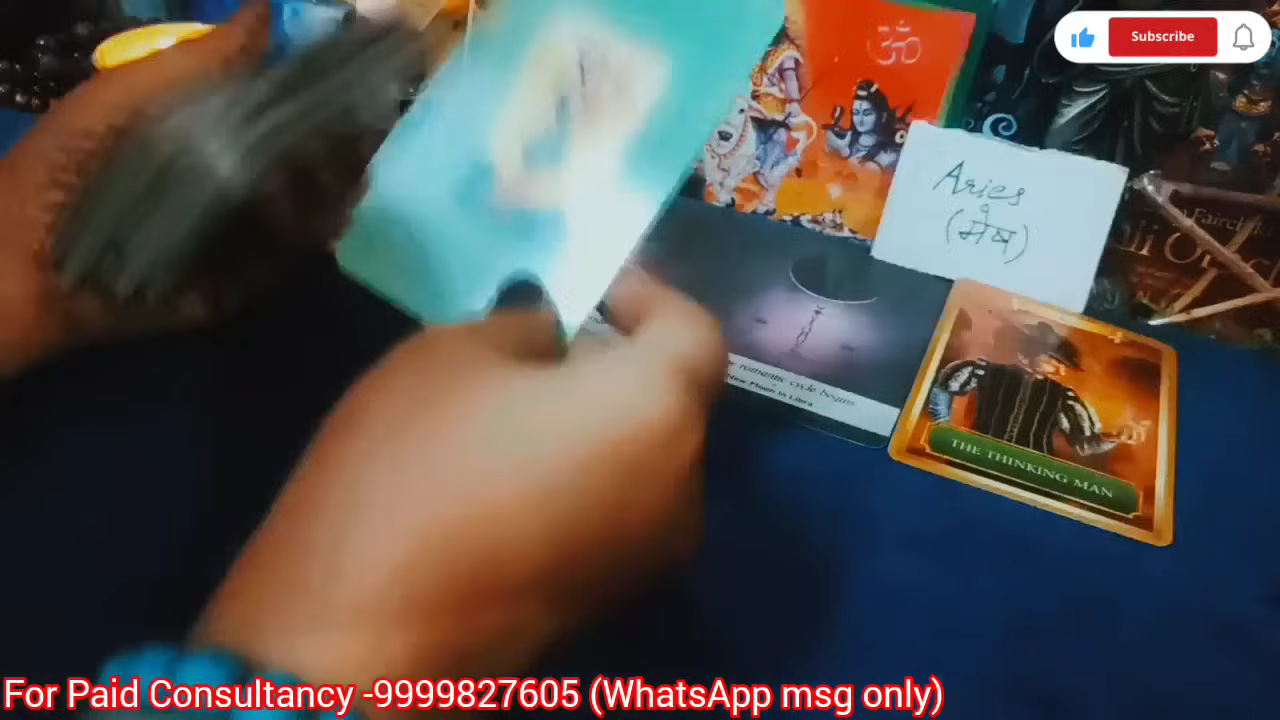 Subscribe
ॐ
Aries
(मेष)
romantic cycle begins
New Moon in Libra
THE THINKING MAN
For Paid Consultancy -9999827605 (WhatsApp msg only)